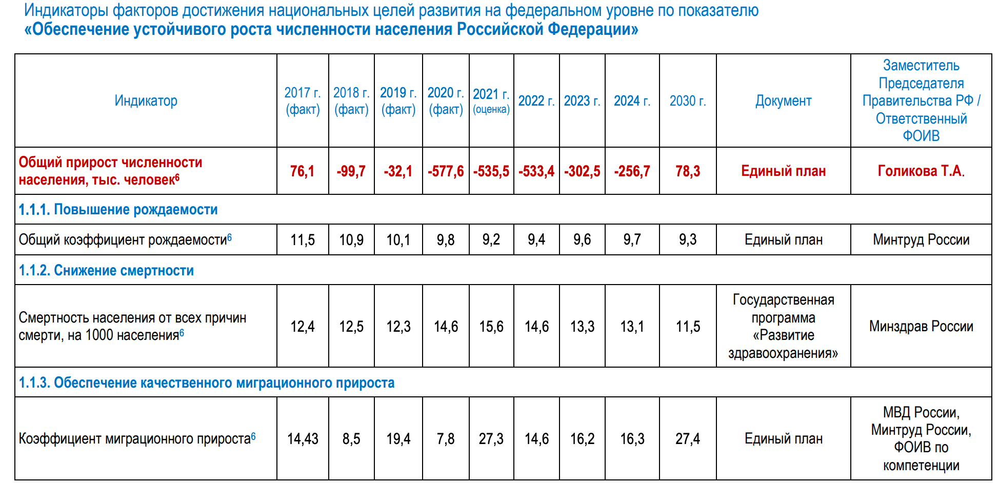 Индикаторы факторов достижения национальных целей развития на федеральном уровне по показателю
«Обеспечение устойчивого роста численности населения Российской Федерации»
Индикатор
2017 г.
(факт)
2018 г.
(факт)
2019 г.
(факт)
2020 г.
(факт)
2021 г.
(оценка)
2022 г.
2023 г.
2024 г.
2030 г.
Документ
Заместитель
Председателя
Правительства РФ /
Ответственный
ФОИВ
Общий прирост численности
населения, тыс. человек6
76,1
-99,7
-32,1
-577,6
-535,5
-533,4
-302,5
-256,7
78,3
Единый план
Голикова Т.А.
1.1.1. Повышение рождаемости
Общий коэффициент рождаемости6
11,5
10,9
10,1
9,8
9,2
9,4
9,6
9,7
9,3
Единый план
Минтруд России
1.1.2. Снижение смертности
Смертность населения от всех причин
смерти, на 1000 населения6
12,4
12,5
12,3
14,6
15,6
14,6
13,3
13,1
11,5
Государственная
программа
«Развитие
здравоохранения»
Минздрав России
1.1.3. Обеспечение качественного миграционного прироста
Коэффициент миграционного прироста6
14,43
8,5
19,4
7,8
27,3
14,6
16,2
16,3
27,4
Единый план
МВД России,
Минтруд России,
ФОИВ по
компетенции